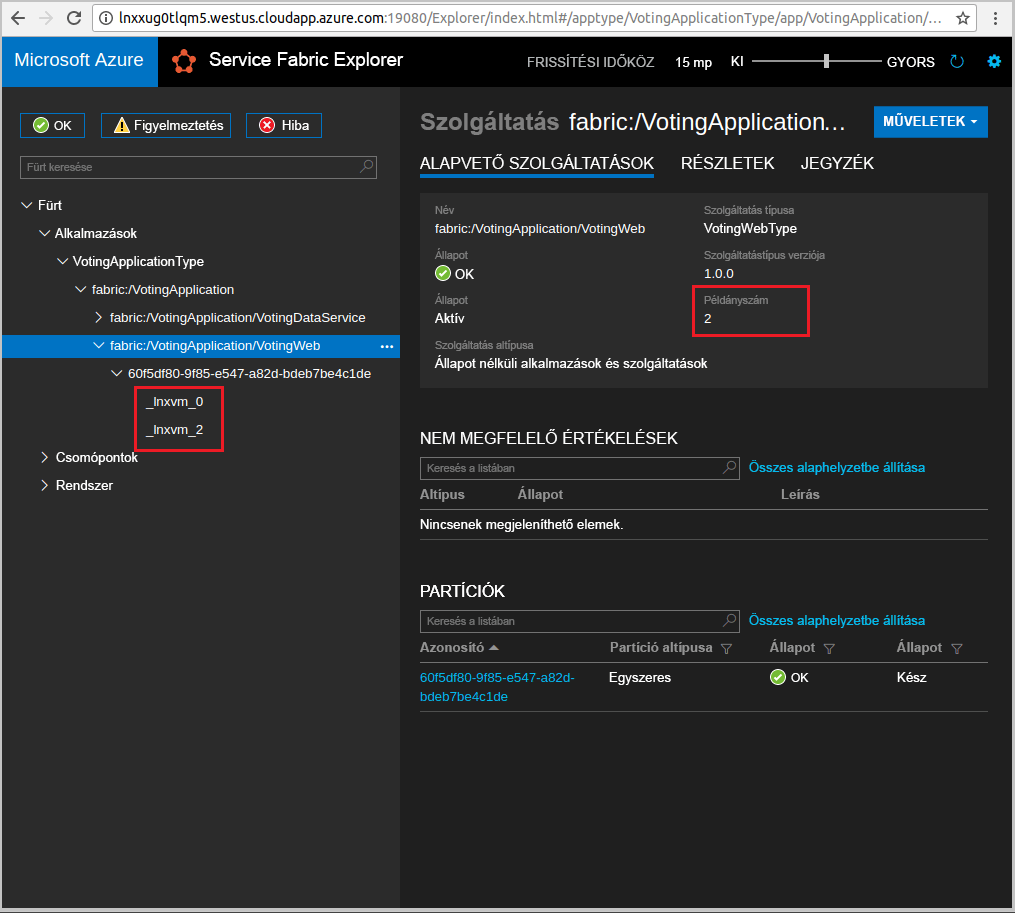 lnxxug0tlqm5.westus.cloudapp.azure.com:19080/Explorer/index.html#/apptype/VotingApplicationType/app/VotingApplication/...
Microsoft Azure
Service Fabric Explorer
FRISSÍTÉSI IDŐKÖZ 15 mp KI GYORS
OK Figyelmeztetés Hiba
Fürt keresése
Fürt
Alkalmazások
VotingApplicationType
fabric:/VotingApplication
fabric:/VotingApplication/VotingDataService
fabric:/VotingApplication/VotingWeb
60f5df80-9f85-e547-a82d-bdeb7be4c1de
_lnxvm_0
_lnxvm_2
Csomópontok
Rendszer
Szolgáltatás fabric:/VotingApplication...
MŰVELETEK
ALAPVETŐ SZOLGÁLTATÁSOK RÉSZLETEK JEGYZÉK
Név
fabric:/VotingApplication/VotingWeb
Szolgáltatás típusa
VotingWebType
Állapot
OK
Szolgáltatástípus verziója
1.0.0
Állapot
Aktív
Példányszám
2
Szolgáltatás altípusa
Állapot nélküli alkalmazások és szolgáltatások
NEM MEGFELELŐ ÉRTÉKELÉSEK
Keresés a listában
Összes alaphelyzetbe állítása
Altípus Állapot Leírás
Nincsenek megjeleníthető elemek.
PARTÍCIÓK
Keresés a listában
Összes alaphelyzetbe állítása
Azonosító Partíció altípusa Állapot Állapot
60f5df80-9f85-e547-a82d- Egyszeres OK Kész
bdeb7be4c1de